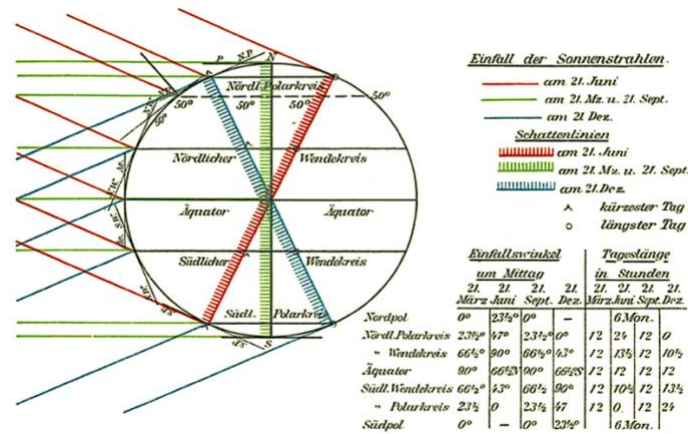 N.P.
P.
N
Nördl. Polarkreis
50° 50° 50° 50°
50°
Nördlicher Wendekreis
Äquator Äquator
Südlicher Wendekreis
Südl. Polarkreis
S
Einfall der Sonnenstrahlen.
am 21. Juni
am 21. Mz. u. 21. Sept.
am 21. Dez.
Schattenlinien
am 21. Juni
am 21. Mz. u. 21. Sept.
am 21. Dez.
kürzester Tag
längster Tag
Einfallswinkel Tageslänge
um Mittag in Stunden
21. 21. 21. 21. 21. 21. 21. 21.
März Juni Sept. Dez. März Juni Sept. Dez.
Nordpol 0° 23½° 0° – 6 Mon.
Nördl. Polarkreis 23½° 47° 23½° 0° 12 24 12 0
" Wendekreis 66½° 90° 66½° 43° 12 13½ 12 10½
Äquator 90° 66½N 90° 66½S 12 12 12 12
Südl. Wendekreis 66½° 43° 66½ 90° 12 10½ 12 13½
" Polarkreis 23½ 0 23½ 47 12 0 12 24
Südpol 0° – 0° 23½° 6 Mon.